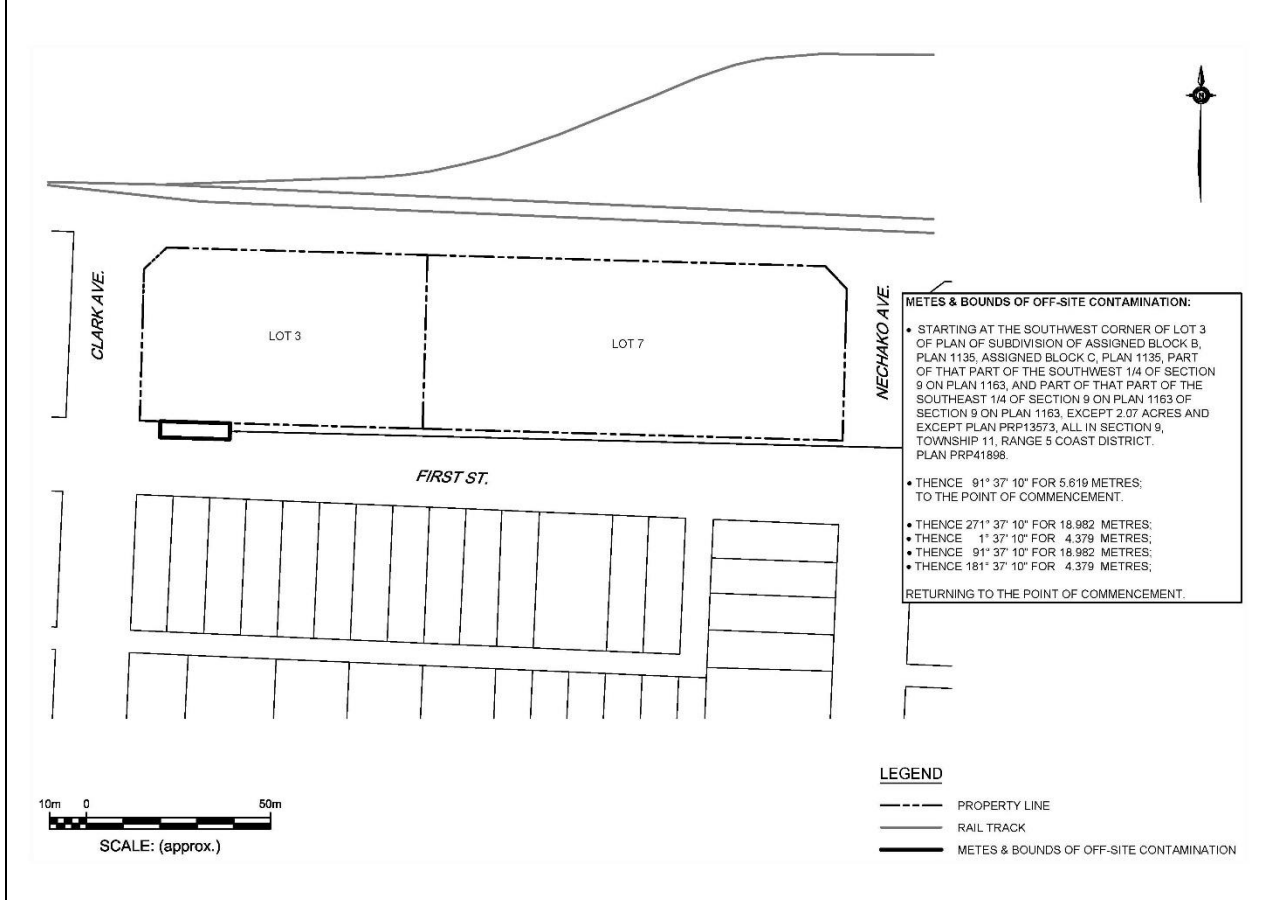 CLARK AVE.
LOT 3
LOT 7
NECHAKO AVE.
FIRST ST.
METES & BOUNDS OF OFF-SITE CONTAMINATION:
• STARTING AT THE SOUTHWEST CORNER OF LOT 3
OF PLAN OF SUBDIVISION OF ASSIGNED BLOCK B,
PLAN 1135, ASSIGNED BLOCK C, PLAN 1135, PART
OF THAT PART OF THE SOUTHWEST 1/4 OF SECTION
9 ON PLAN 1163, AND PART OF THAT PART OF THE
SOUTHEAST 1/4 OF SECTION 9 ON PLAN 1163 OF
SECTION 9 ON PLAN 1163, EXCEPT 2.07 ACRES AND
EXCEPT PLAN PRP13573, ALL IN SECTION 9,
TOWNSHIP 11, RANGE 5 COAST DISTRICT.
PLAN PRP41898.
• THENCE 91° 37' 10" FOR 5.619 METRES;
TO THE POINT OF COMMENCEMENT.
• THENCE 271° 37' 10" FOR 18.982 METRES;
• THENCE 1° 37' 10" FOR 4.379 METRES;
• THENCE 91° 37' 10" FOR 18.982 METRES;
• THENCE 181° 37' 10" FOR 4.379 METRES;
RETURNING TO THE POINT OF COMMENCEMENT.
10m 0 50m
SCALE: (approx.)
LEGEND
PROPERTY LINE
RAIL TRACK
METES & BOUNDS OF OFF-SITE CONTAMINATION